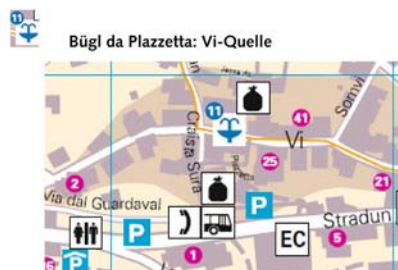 11
Bügl da Plazzetta: Vi-Quelle
11
41
Vi
Somvi
Craista Sura
25
2
21
Via dal Guardaval
P
P
Stradun
EC
5
1
P